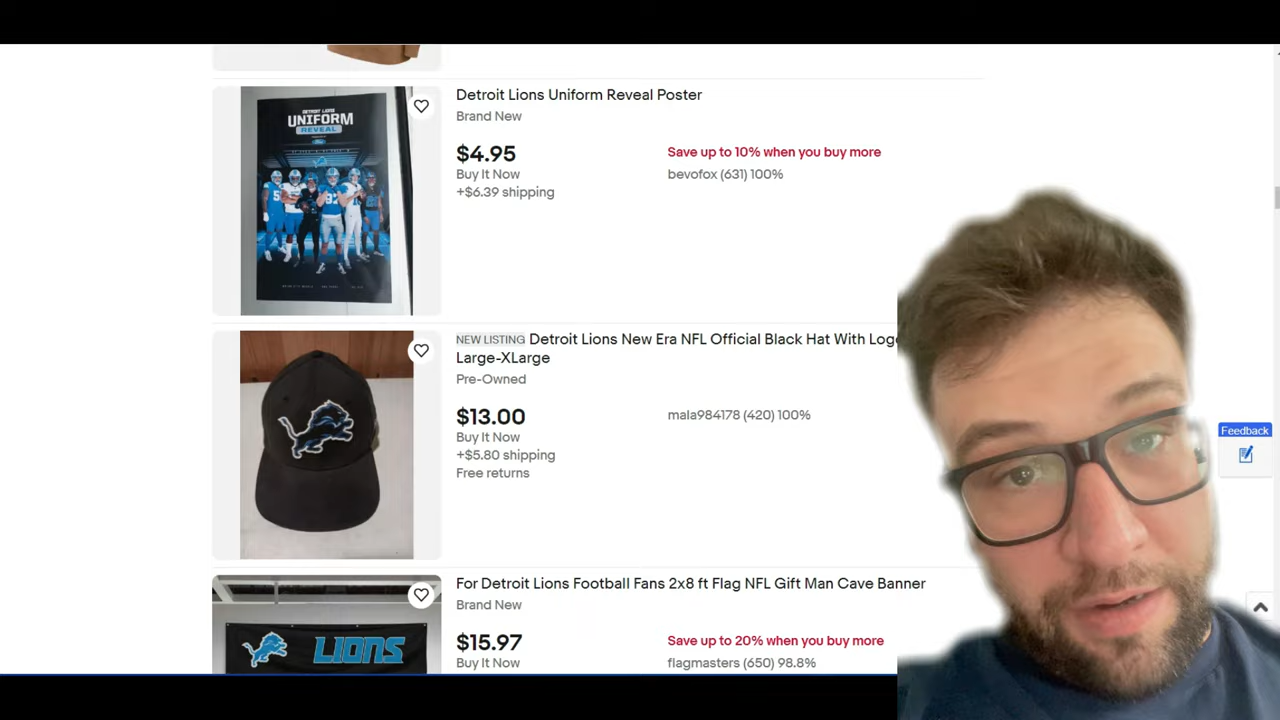 Detroit Lions Uniform Reveal Poster
Brand New
$4.95
Buy It Now
+$6.39 shipping
Save up to 10% when you buy more
bevofox (631) 100%
DETROIT LIONS
UNIFORM
REVEAL
NEW LISTING Detroit Lions New Era NFL Official Black Hat With Logo
Large-XLarge
Pre-Owned
$13.00
Buy It Now
+$5.80 shipping
Free returns
mala984178 (420) 100%
Feedback
For Detroit Lions Football Fans 2x8 ft Flag NFL Gift Man Cave Banner
Brand New
$15.97
Buy It Now
Save up to 20% when you buy more
flagmasters (650) 98.8%
LIONS